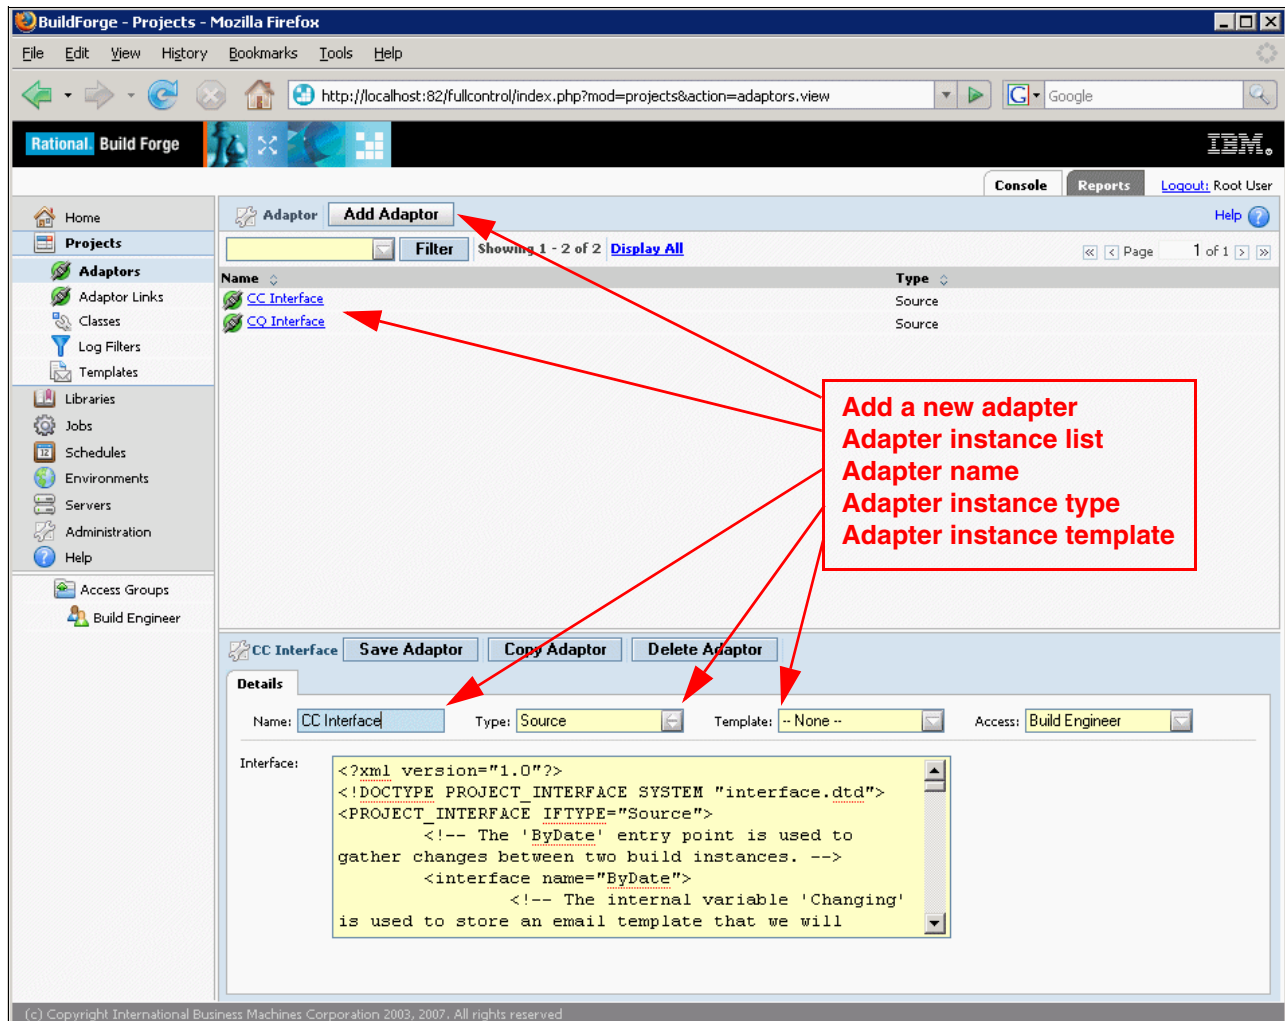 BuildForge - Projects - Mozilla Firefox
File Edit View History Bookmarks Tools Help
http://localhost:82/fullcontrol/index.php?mod=projects&action=adaptors.view
G Google
Rational. Build Forge
IBM.
Console Reports Logout: Root User
Home
Projects
Adaptors
Adaptor Links
Classes
Log Filters
Templates
Libraries
Jobs
12 Schedules
Environments
Servers
Administration
Help
Access Groups
Build Engineer
Adaptor Add Adaptor Help ?
Filter Showing 1 - 2 of 2 Display All Page 1 of 1
Name Type
CC Interface Source
CQ Interface Source
Add a new adapter
Adapter instance list
Adapter name
Adapter instance type
Adapter instance template
CC Interface Save Adaptor Copy Adaptor Delete Adaptor
Details
Name: CC Interface Type: Source Template: -- None -- Access: Build Engineer
Interface:
<?xml version="1.0"?>
<!DOCTYPE PROJECT_INTERFACE SYSTEM "interface.dtd">
<PROJECT_INTERFACE IFTYPE="Source">
<!-- The 'ByDate' entry point is used to
gather changes between two build instances. -->
<interface name="ByDate">
<!-- The internal variable 'Changing'
is used to store an email template that we will
(c) Copyright International Business Machines Corporation 2003, 2007. All rights reserved